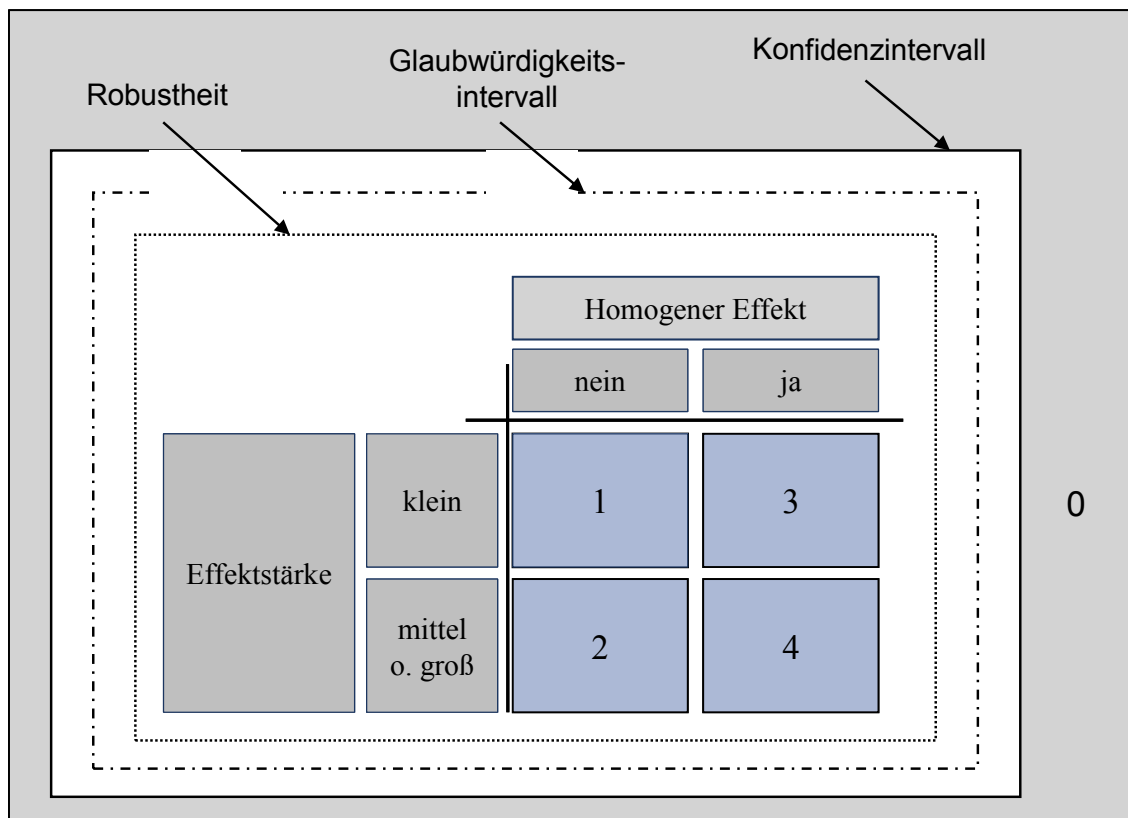 Konfidenzintervall
Glaubwürdigkeits-
intervall
Robustheit
Homogener Effekt
nein
ja
Effektstärke
klein
1
3
0
mittel
o. groß
2
4